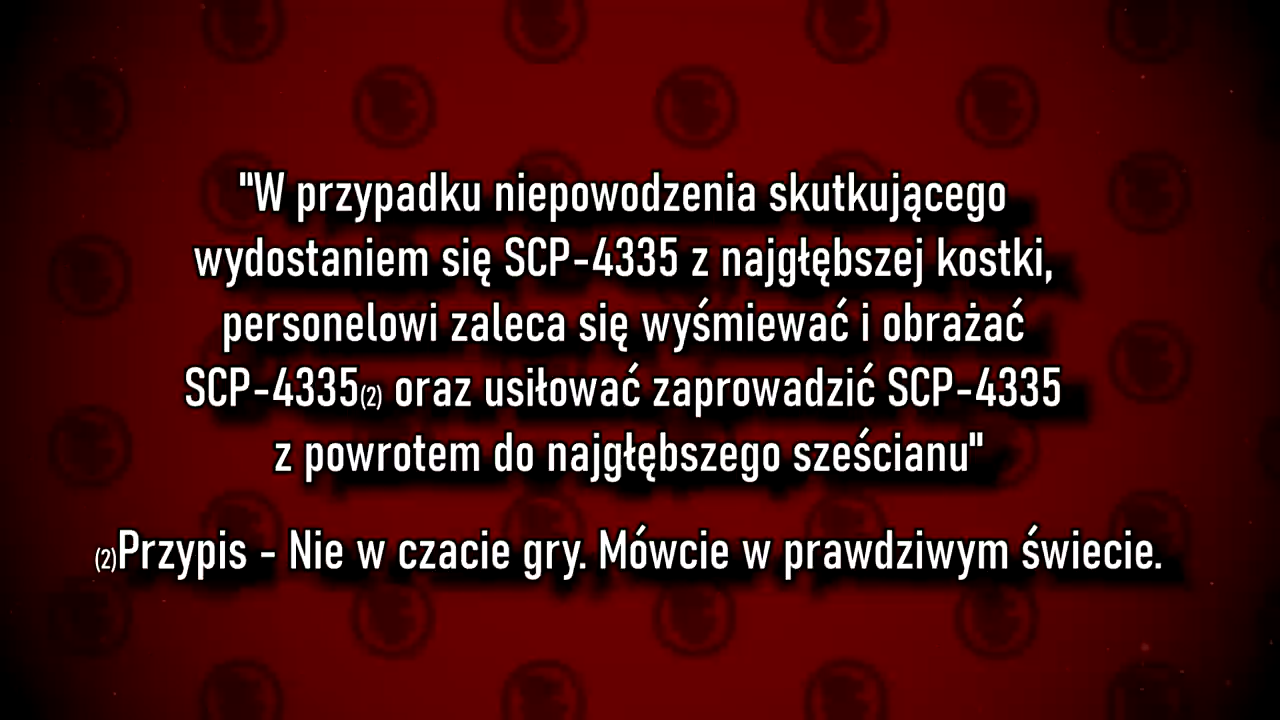 "W przypadku niepowodzenia skutkującego
wydostaniem się SCP-4335 z najgłębszej kostki,
personelowi zaleca się wyśmiewać i obrażać
SCP-4335(2) oraz usiłować zaprowadzić SCP-4335
z powrotem do najgłębszego sześcianu"
(2)Przypis - Nie w czacie gry. Mówcie w prawdziwym świecie.